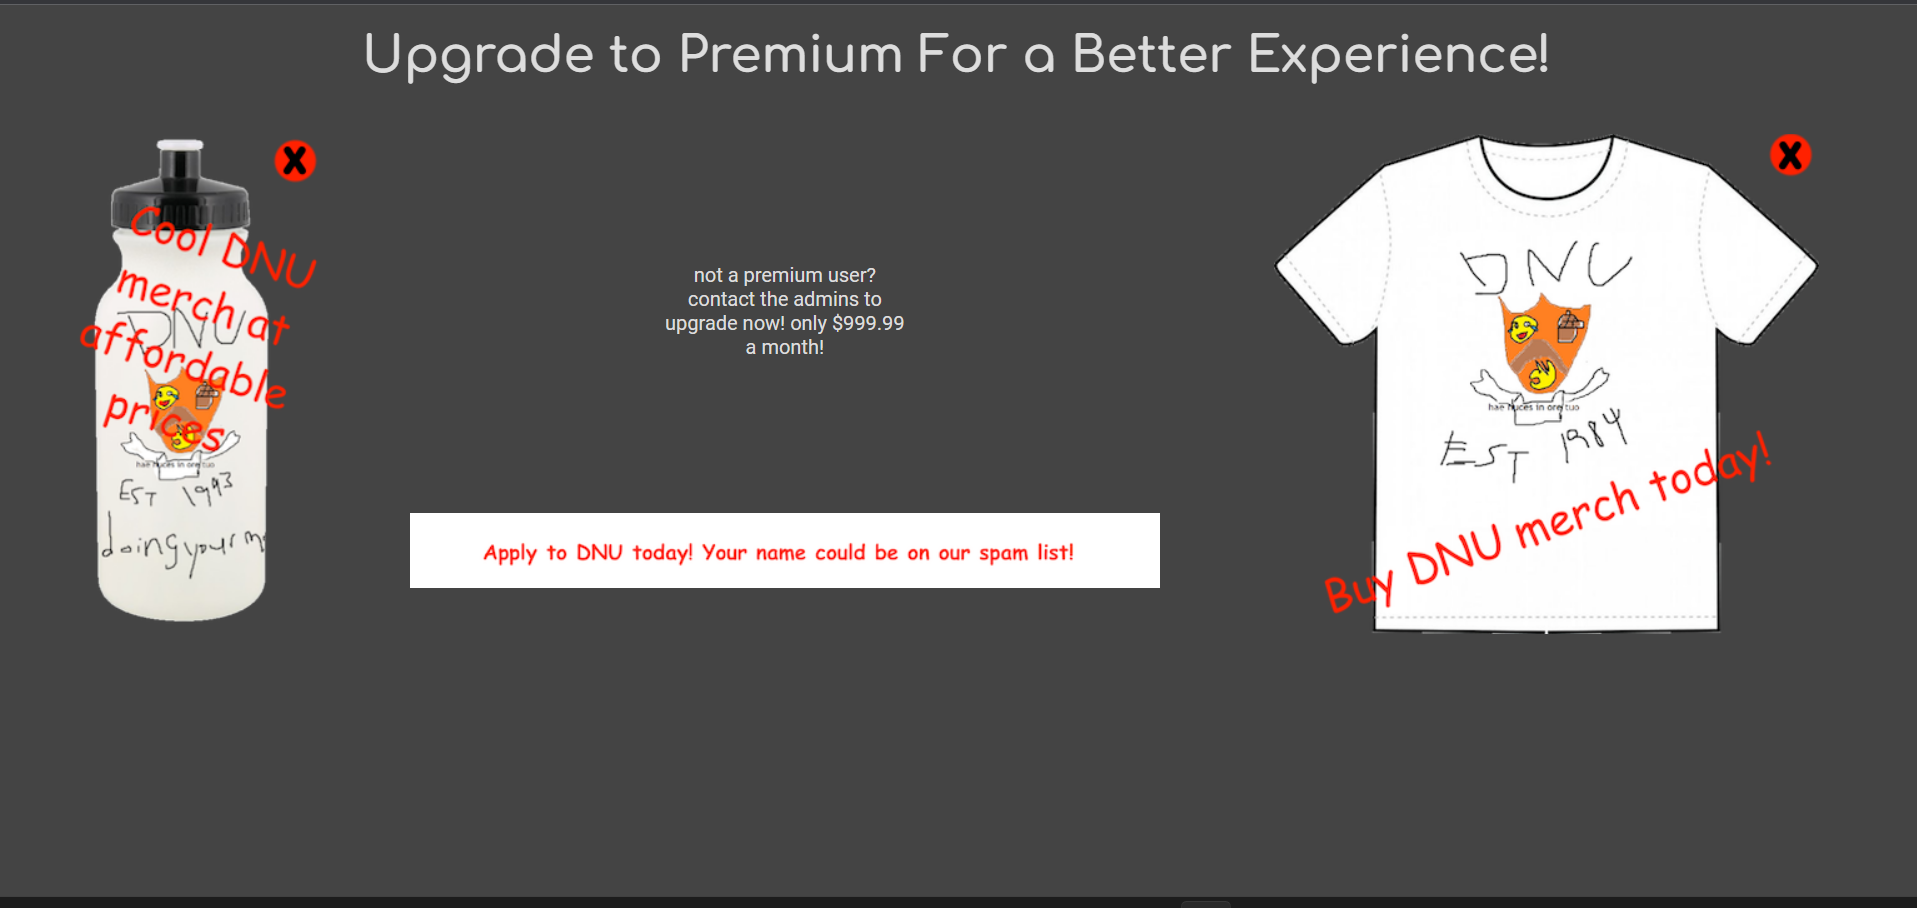 Upgrade to Premium For a Better Experience!
Cool DNU
merch at
affordable
prices
DNU
hae nuces in ore tuo
EST 1993
doing your m
not a premium user?
contact the admins to
upgrade now! only $999.99
a month!
Apply to DNU today! Your name could be on our spam list!
X
X
DNU
hae nuces in ore tuo
EST 1984
Buy DNU merch today!